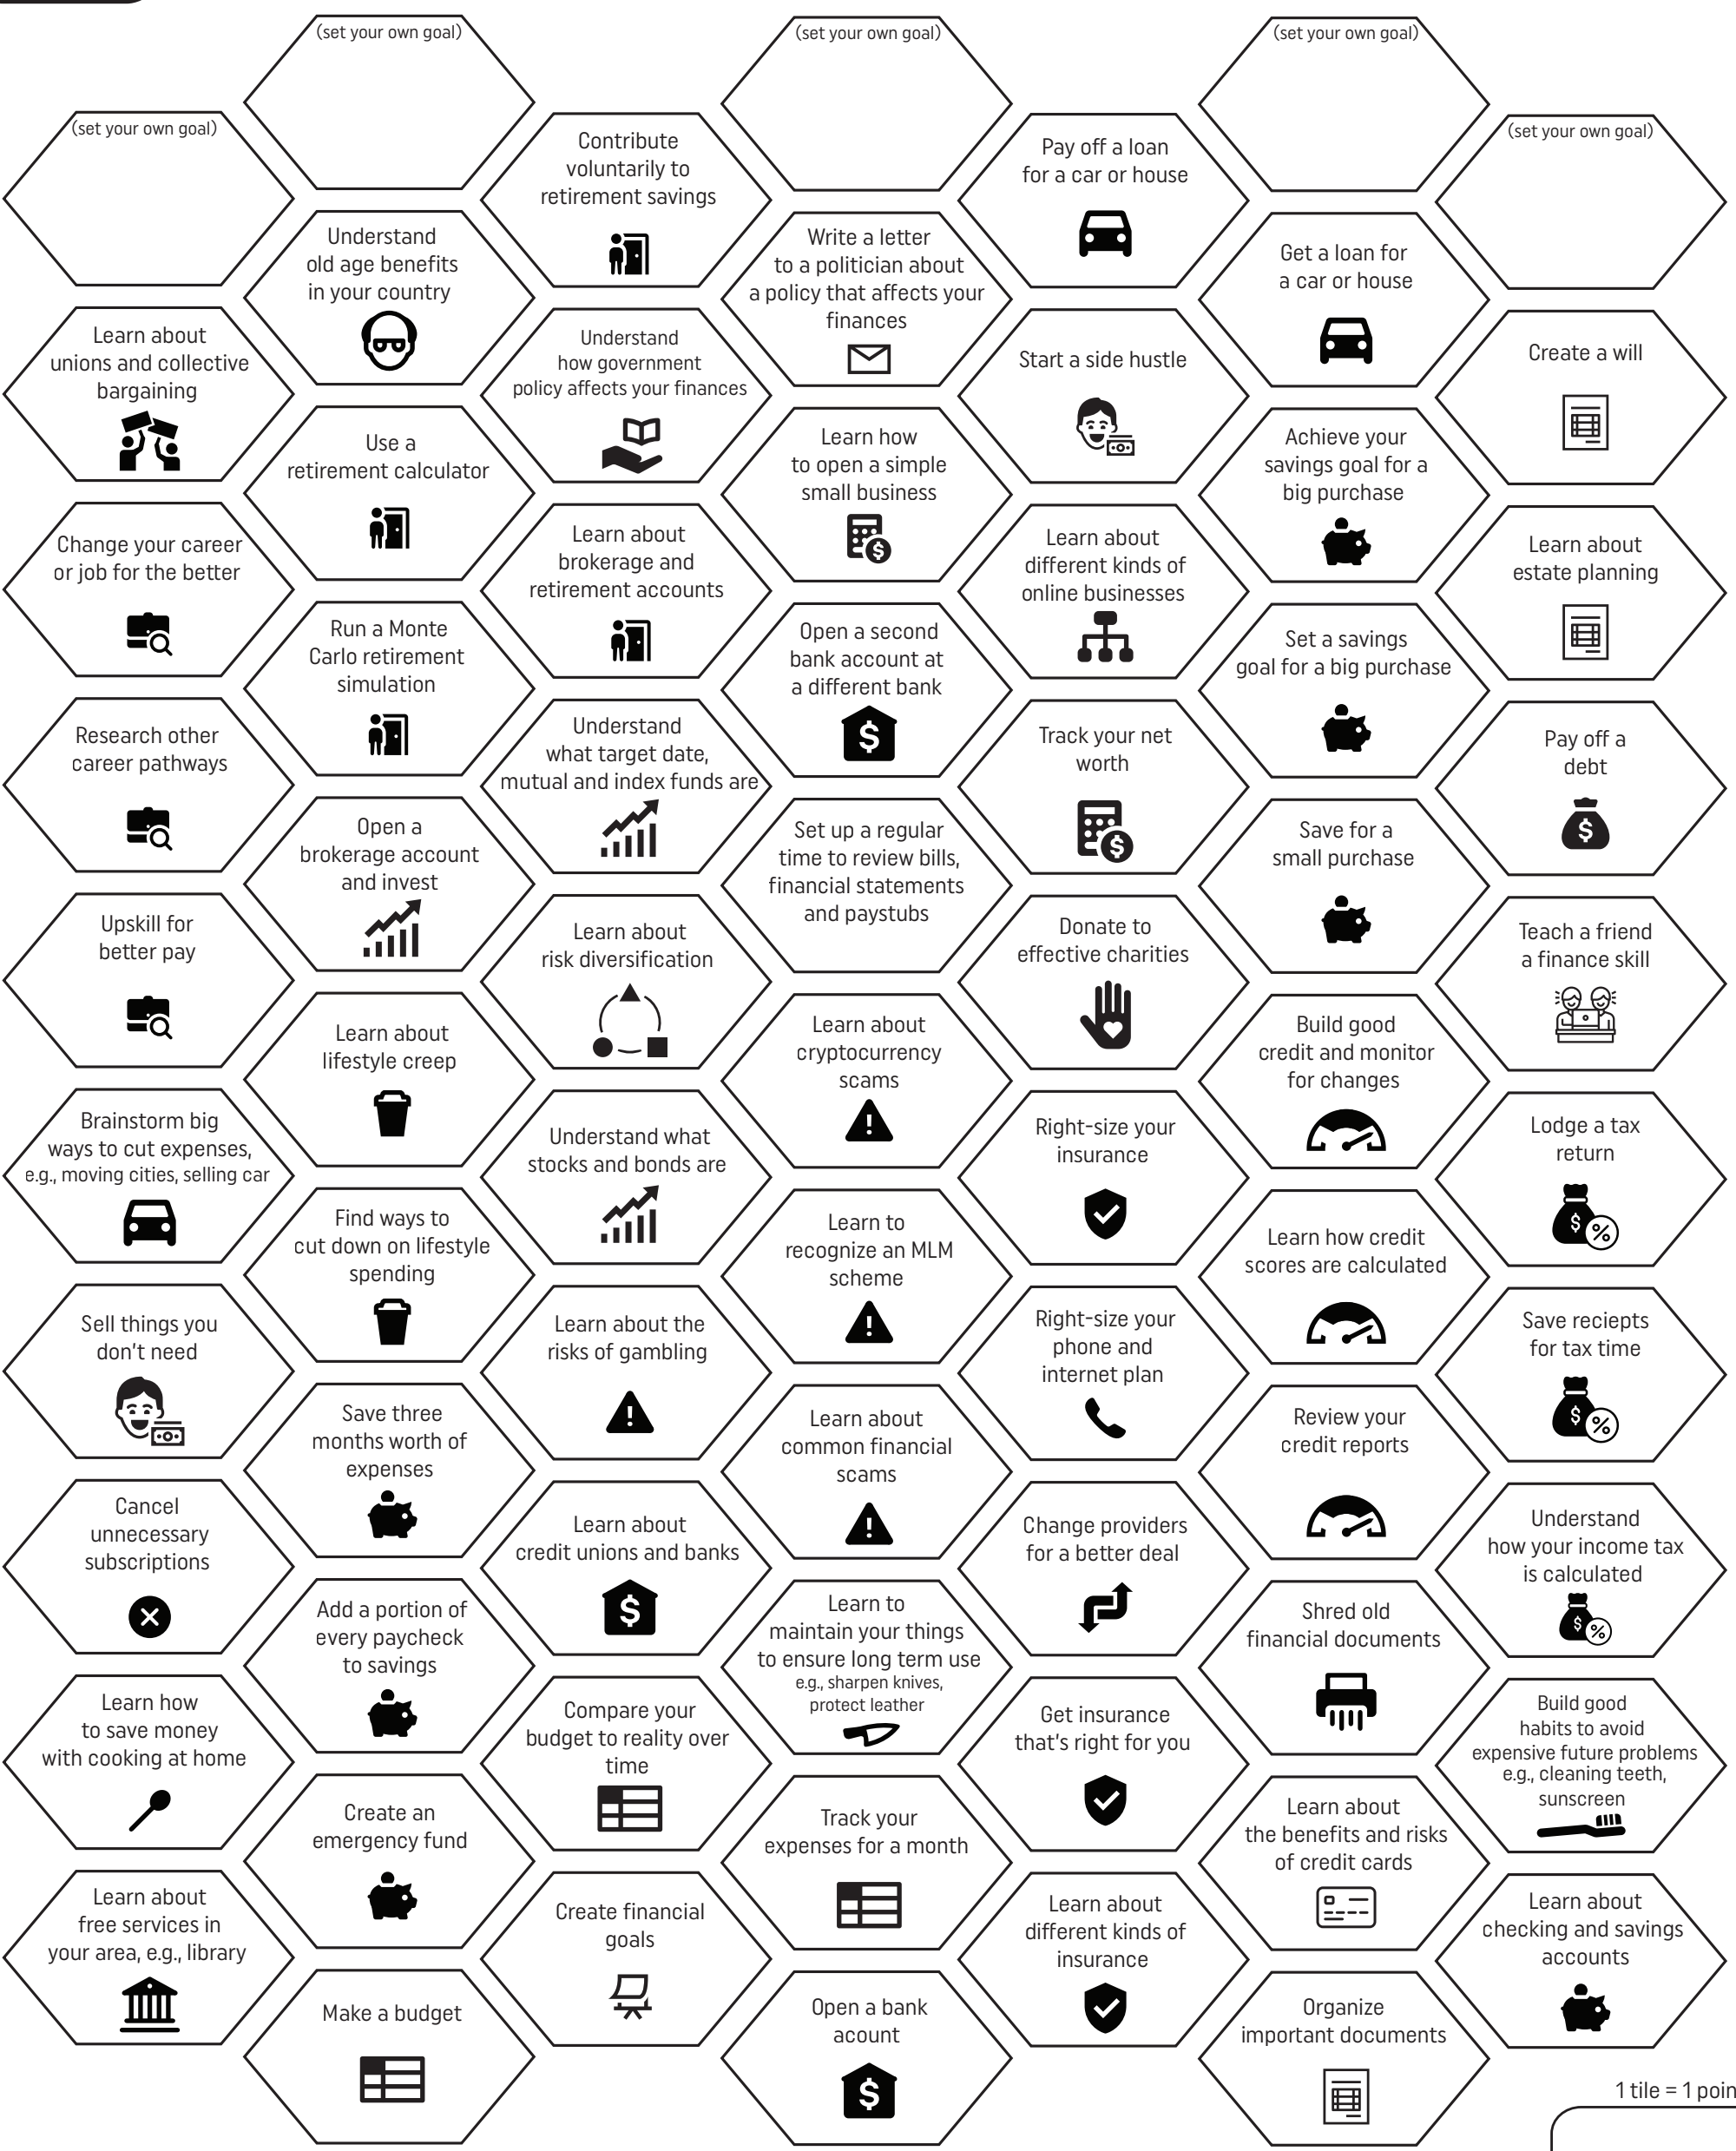 (set your own goal)
(set your own goal)
(set your own goal)
(set your own goal)
(set your own goal)
Contribute
voluntarily to
retirement savings
Pay off a loan
for a car or house
Understand
old age benefits
in your country
Write a letter
to a politician about
a policy that affects your
finances
Get a loan for
a car or house
Learn about
unions and collective
bargaining
Understand
how government
policy affects your finances
Start a side hustle
Create a will
Use a
retirement calculator
Learn how
to open a simple
small business
Achieve your
savings goal for a
big purchase
Change your career
or job for the better
Learn about
brokerage and
retirement accounts
Learn about
different kinds of
online businesses
Learn about
estate planning
Run a Monte
Carlo retirement
simulation
Open a second
bank account at
a different bank
$
Set a savings
goal for a big purchase
Research other
career pathways
Understand
what target date,
mutual and index funds are
Track your net
worth
$
Pay off a
debt
$
Open a
brokerage account
and invest
Set up a regular
time to review bills,
financial statements
and paystubs
Save for a
small purchase
Upskill for
better pay
Learn about
risk diversification
Donate to
effective charities
Teach a friend
a finance skill
Learn about
lifestyle creep
Learn about
cryptocurrency
scams
!
Build good
credit and monitor
for changes
Brainstorm big
ways to cut expenses,
e.g., moving cities, selling car
Understand what
stocks and bonds are
Right-size your
insurance
Lodge a tax
return
$ %
Find ways to
cut down on lifestyle
spending
Learn to
recognize an MLM
scheme
!
Learn how credit
scores are calculated
Sell things you
don't need
Learn about the
risks of gambling
!
Right-size your
phone and
internet plan
Save reciepts
for tax time
$ %
Save three
months worth of
expenses
Learn about
common financial
scams
!
Review your
credit reports
Cancel
unnecessary
subscriptions
Learn about
credit unions and banks
$
Change providers
for a better deal
Understand
how your income tax
is calculated
$ %
Add a portion of
every paycheck
to savings
Learn to
maintain your things
to ensure long term use
e.g., sharpen knives,
protect leather
Shred old
financial documents
Learn how
to save money
with cooking at home
Compare your
budget to reality over
time
Get insurance
that's right for you
Build good
habits to avoid
expensive future problems
e.g., cleaning teeth,
sunscreen
Create an
emergency fund
Track your
expenses for a month
Learn about
the benefits and risks
of credit cards
Learn about
free services in
your area, e.g., library
Create financial
goals
Learn about
different kinds of
insurance
Learn about
checking and savings
accounts
Make a budget
Open a bank
acount
$
Organize
important documents
1 tile = 1 poin